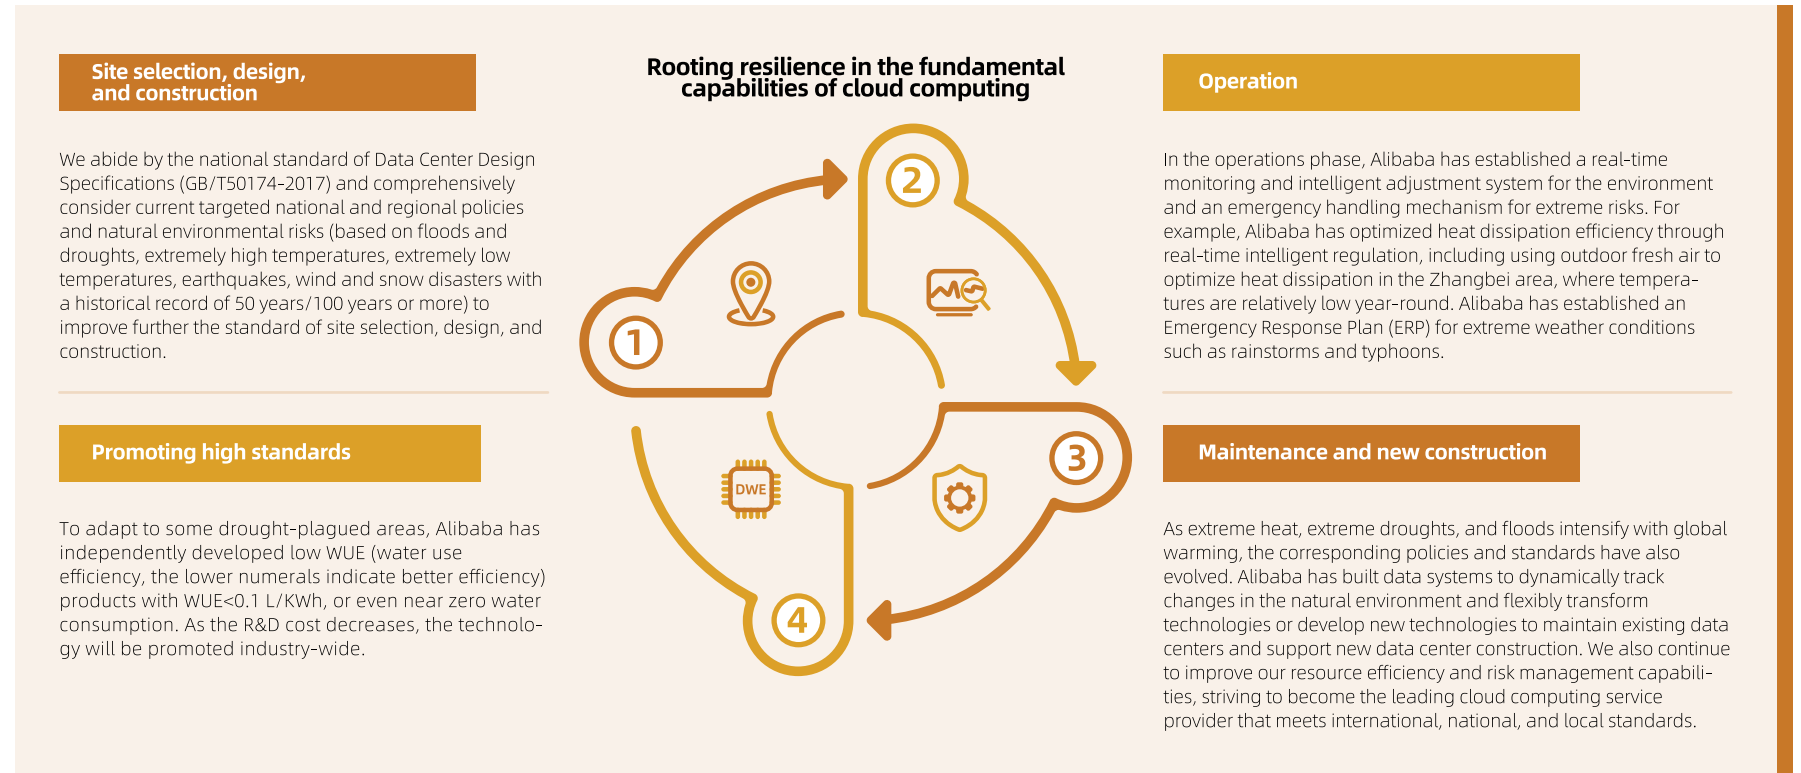 Rooting resilience in the fundamental
capabilities of cloud computing
Site selection, design,
and construction
We abide by the national standard of Data Center Design
Specifications (GB/T50174-2017) and comprehensively
consider current targeted national and regional policies
and natural environmental risks (based on floods and
droughts, extremely high temperatures, extremely low
temperatures, earthquakes, wind and snow disasters with
a historical record of 50 years/100 years or more) to
improve further the standard of site selection, design, and
construction.
Promoting high standards
To adapt to some drought-plagued areas, Alibaba has
independently developed low WUE (water use
efficiency, the lower numerals indicate better efficiency)
products with WUE<0.1 L/KWh, or even near zero water
consumption. As the R&D cost decreases, the technolo-
gy will be promoted industry-wide.
1
2
3
4
DWE
Operation
In the operations phase, Alibaba has established a real-time
monitoring and intelligent adjustment system for the environment
and an emergency handling mechanism for extreme risks. For
example, Alibaba has optimized heat dissipation efficiency through
real-time intelligent regulation, including using outdoor fresh air to
optimize heat dissipation in the Zhangbei area, where tempera-
tures are relatively low year-round. Alibaba has established an
Emergency Response Plan (ERP) for extreme weather conditions
such as rainstorms and typhoons.
Maintenance and new construction
As extreme heat, extreme droughts, and floods intensify with global
warming, the corresponding policies and standards have also
evolved. Alibaba has built data systems to dynamically track
changes in the natural environment and flexibly transform
technologies or develop new technologies to maintain existing data
centers and support new data center construction. We also continue
to improve our resource efficiency and risk management capabili-
ties, striving to become the leading cloud computing service
provider that meets international, national, and local standards.